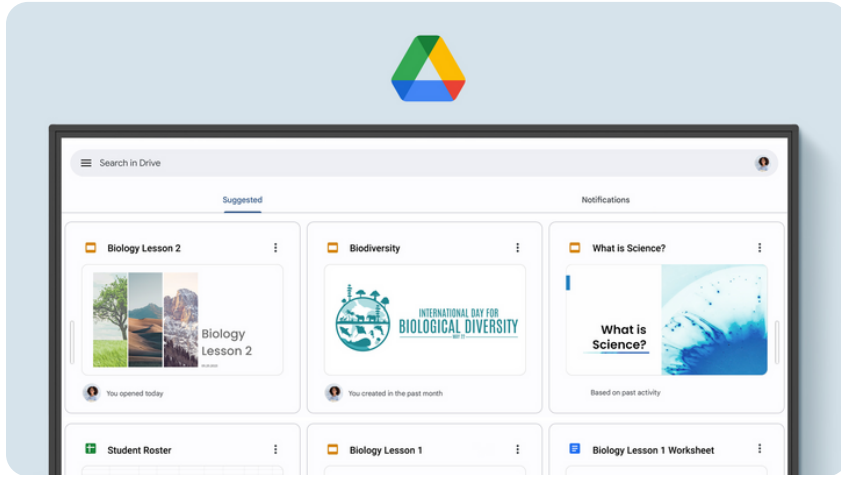 Search in Drive
Suggested
Notifications
Biology Lesson 2
Biodiversity
What is Science?
Biology
Lesson 2
INTERNATIONAL DAY FOR
BIOLOGICAL DIVERSITY
MAY 22
What is
Science?
You opened today
You created in the past month
Based on past activity
Student Roster
Biology Lesson 1
Biology Lesson 1 Worksheet